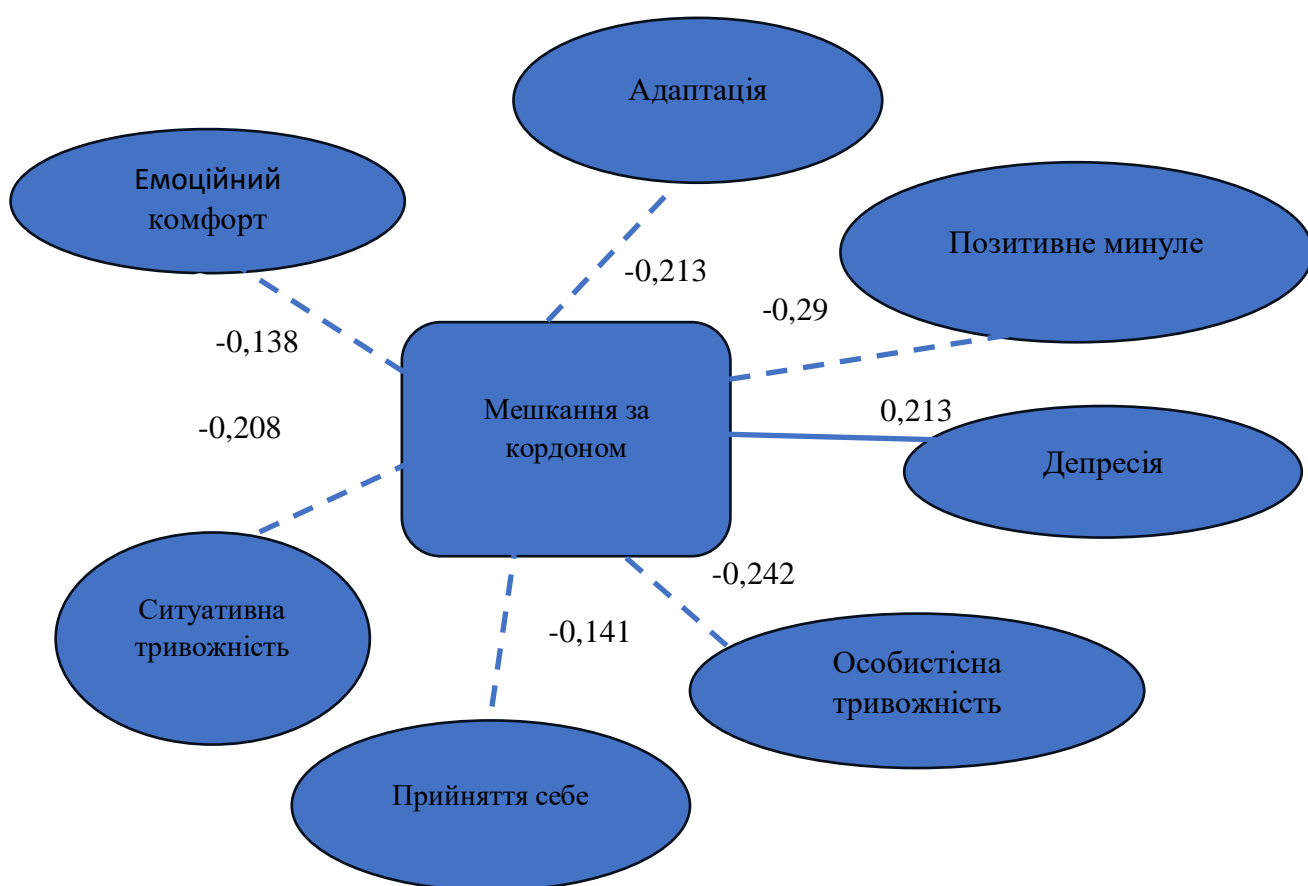 Адаптація
Емоційний
комфорт
Позитивне минуле
-0,213
-0,29
-0,138
Мешкання за
кордоном
0,213
-0,208
Депресія
-0,242
Ситуативна
тривожність
-0,141
Особистісна
тривожність
Прийняття себе